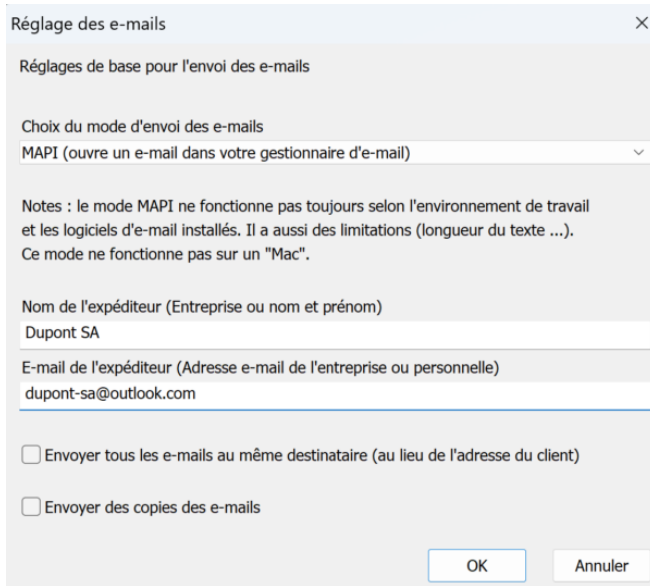 Réglage des e-mails
Réglages de base pour l'envoi des e-mails
Choix du mode d'envoi des e-mails
MAPI (ouvre un e-mail dans votre gestionnaire d'e-mail)
Notes : le mode MAPI ne fonctionne pas toujours selon l'environnement de travail
et les logiciels d'e-mail installés. Il a aussi des limitations (longueur du texte ...).
Ce mode ne fonctionne pas sur un "Mac".
Nom de l'expéditeur (Entreprise ou nom et prénom)
Dupont SA
E-mail de l'expéditeur (Adresse e-mail de l'entreprise ou personnelle)
dupont-sa@outlook.com
Envoyer tous les e-mails au même destinataire (au lieu de l'adresse du client)
Envoyer des copies des e-mails
OK
Annuler